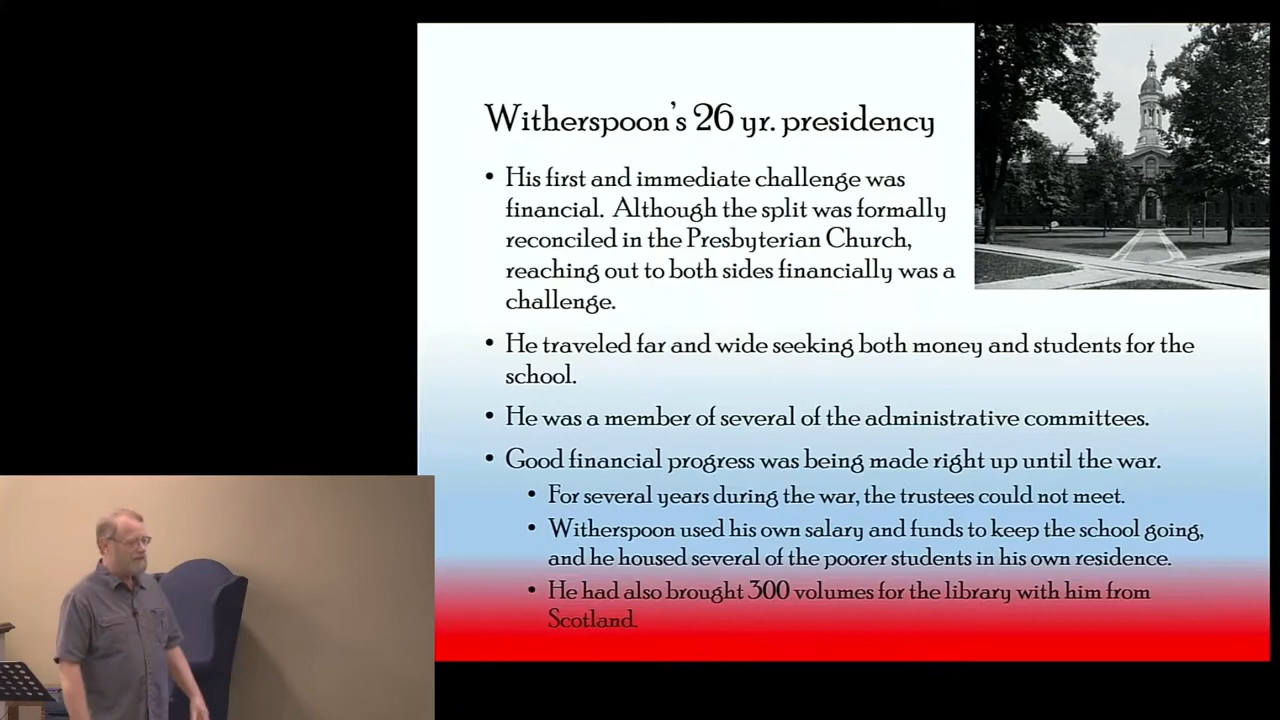 Witherspoon's 26 yr. presidency
• His first and immediate challenge was
financial. Although the split was formally
reconciled in the Presbyterian Church,
reaching out to both sides financially was a
challenge.
• He traveled far and wide seeking both money and students for the
school.
• He was a member of several of the administrative committees.
• Good financial progress was being made right up until the war.
• For several years during the war, the trustees could not meet.
• Witherspoon used his own salary and funds to keep the school going,
and he housed several of the poorer students in his own residence.
• He had also brought 300 volumes for the library with him from
Scotland.